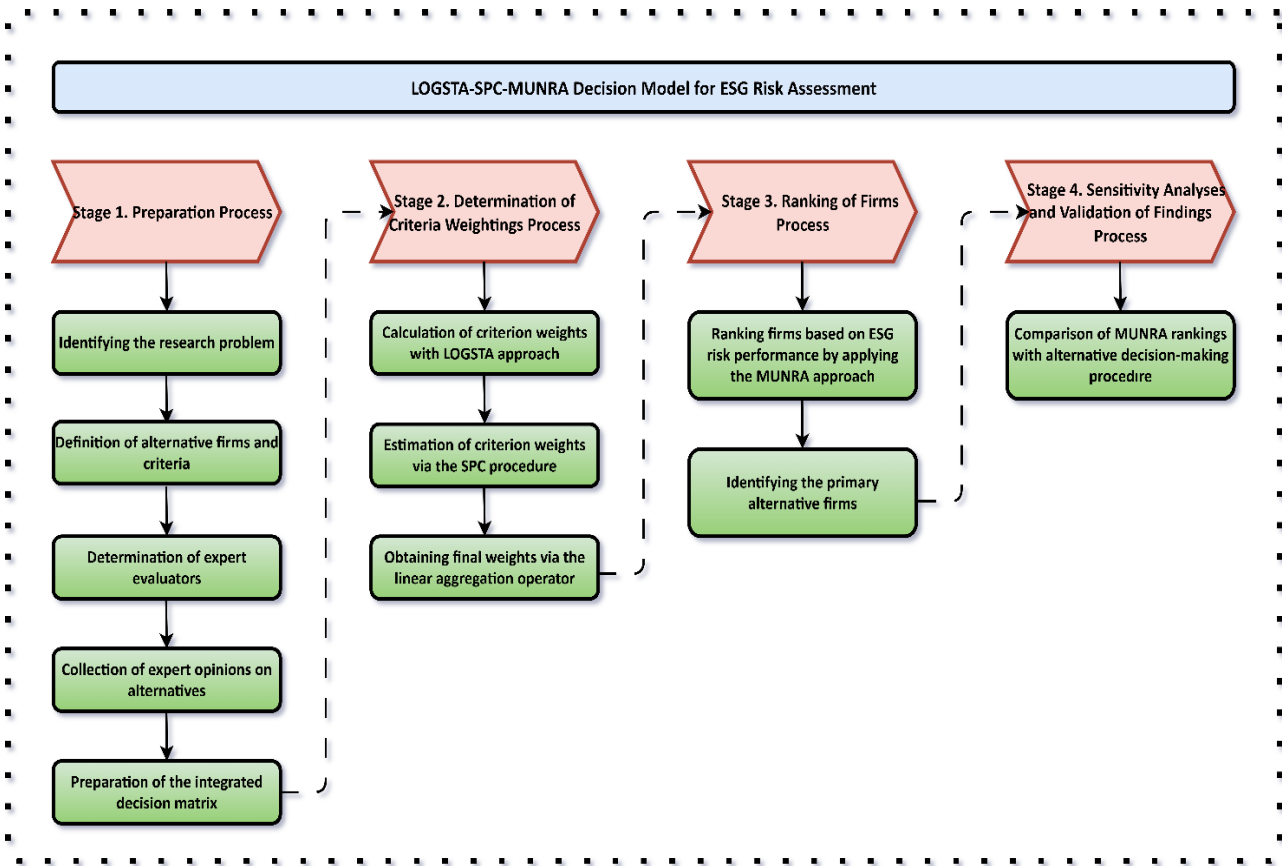 LOGSTA-SPC-MUNRA Decision Model for ESG Risk Assessment
Stage 1. Preparation Process
Identifying the research problem
Definition of alternative firms and
criteria
Determination of expert
evaluators
Collection of expert opinions on
alternatives
Preparation of the integrated
decision matrix
Stage 2. Determination of
Criteria Weightings Process
Calculation of criterion weights
with LOGSTA approach
Estimation of criterion weights
via the SPC procedure
Obtaining final weights via the
linear aggregation operator
Stage 3. Ranking of Firms
Process
Ranking firms based on ESG
risk performance by applying
the MUNRA approach
Identifying the primary
alternative firms
Stage 4. Sensitivity Analyses
and Validation of Findings
Process
Comparison of MUNRA rankings
with alternative decision-making
procedıre